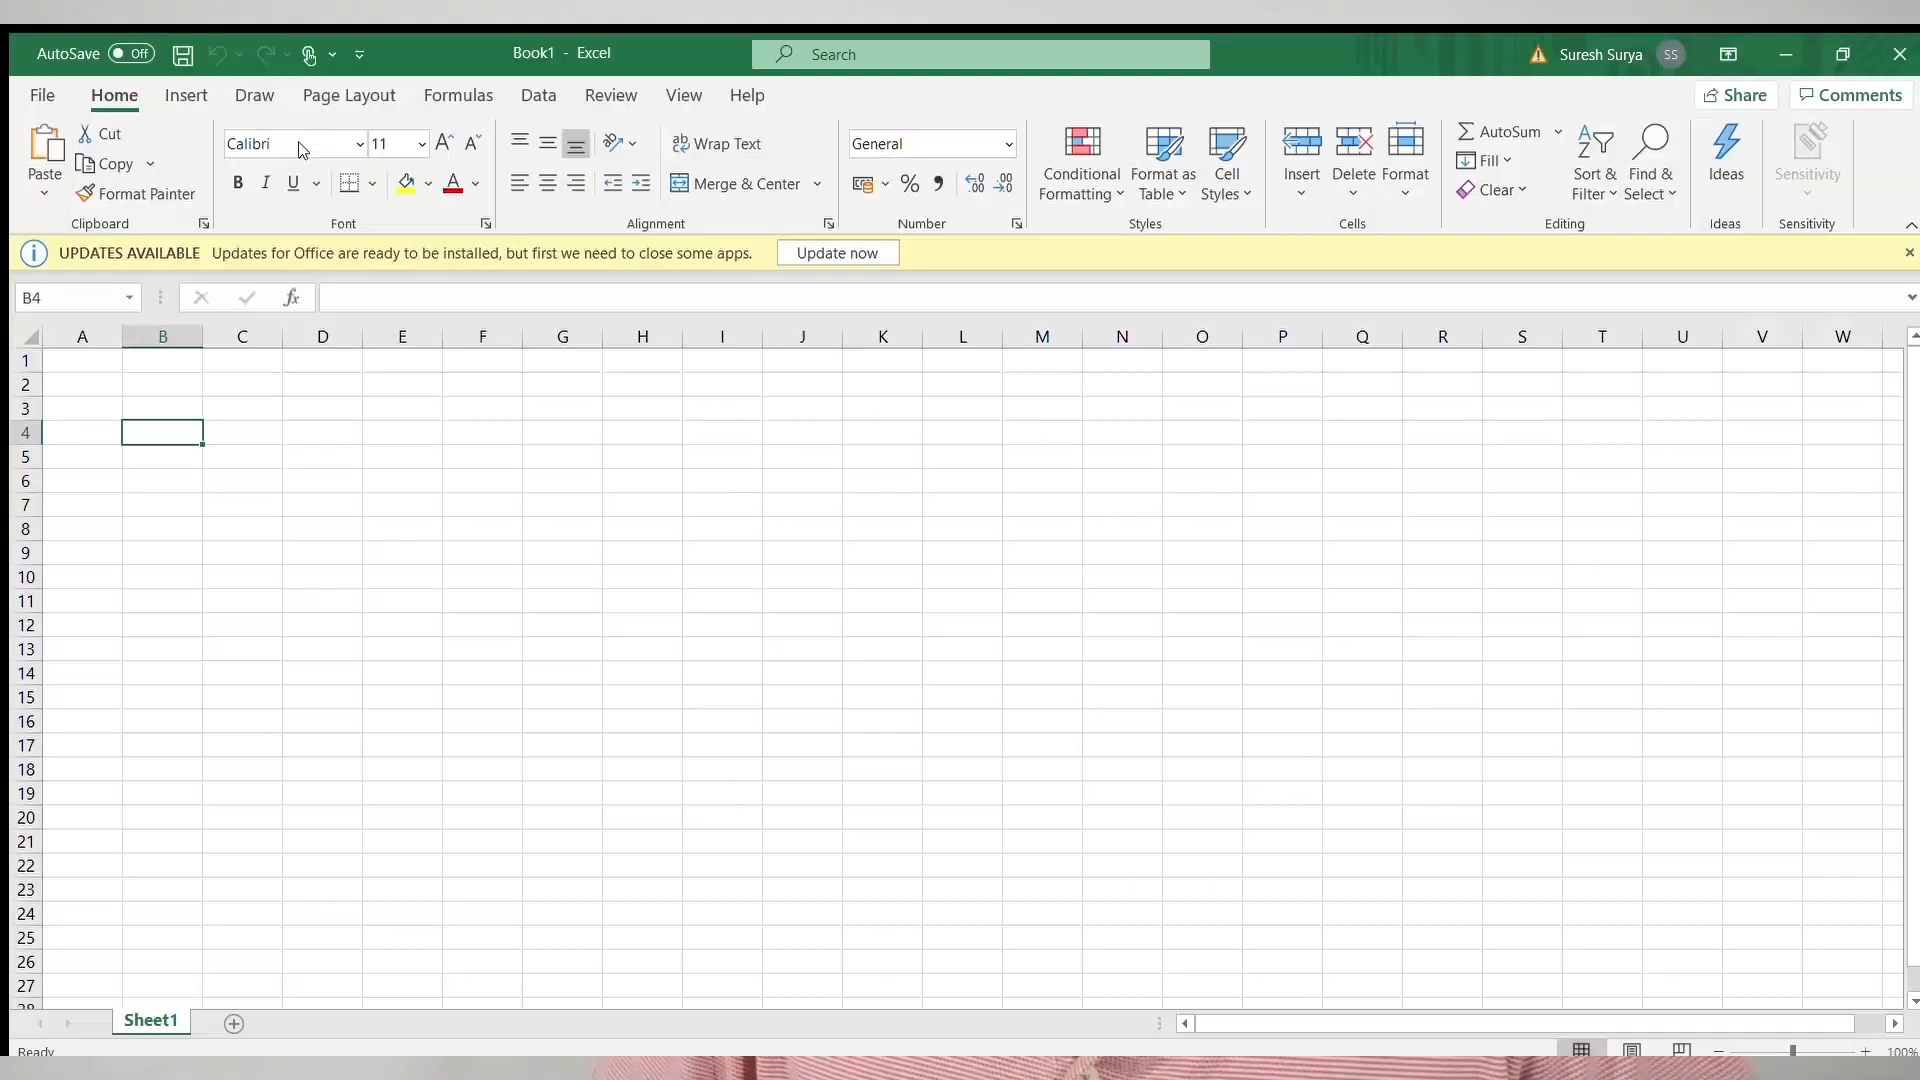 AutoSave Off Book1 - Excel Search Suresh Surya SS
File Home Insert Draw Page Layout Formulas Data Review View Help Share Comments
Paste Cut Copy Format Painter Clipboard
Calibri 11 B I U Font
Wrap Text Merge & Center Alignment
General % Number
Conditional Formatting Format as Table Cell Styles Styles
Insert Delete Format Cells
AutoSum Fill Clear Sort & Filter Find & Select Editing
Ideas Ideas
Sensitivity Sensitivity
UPDATES AVAILABLE Updates for Office are ready to be installed, but first we need to close some apps. Update now
B4 fx
A B C D E F G H I J K L M N O P Q R S T U V W
1
2
3
4
5
6
7
8
9
10
11
12
13
14
15
16
17
18
19
20
21
22
23
24
25
26
27
28
Sheet1
Ready 100%